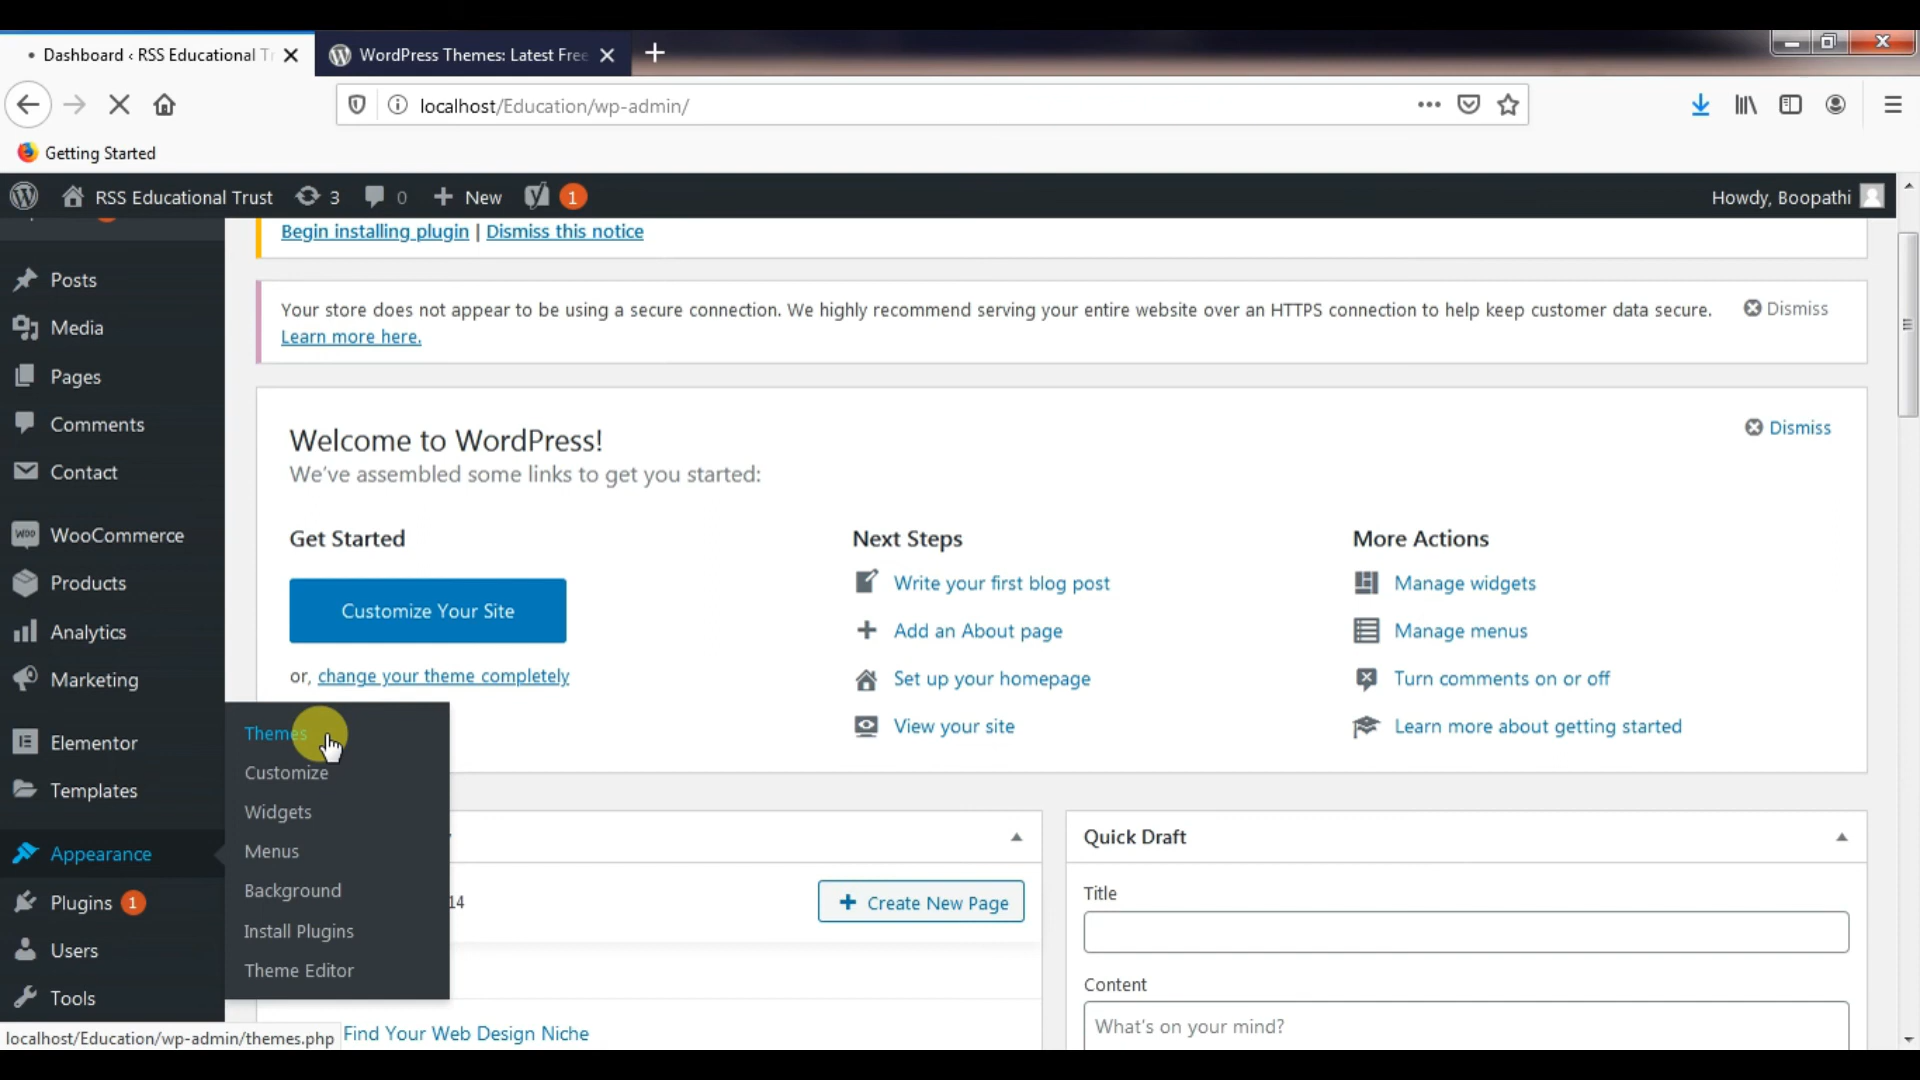 Dashboard ‹ RSS Educational Tr
WordPress Themes: Latest Free
localhost/Education/wp-admin/
Getting Started
RSS Educational Trust 3 0 New 1
Howdy, Boopathi
Begin installing plugin | Dismiss this notice
Your store does not appear to be using a secure connection. We highly recommend serving your entire website over an HTTPS connection to help keep customer data secure.
Learn more here.
Dismiss
Welcome to WordPress!
We've assembled some links to get you started:
Dismiss
Get Started
Customize Your Site
or, change your theme completely
Next Steps
Write your first blog post
Add an About page
Set up your homepage
View your site
More Actions
Manage widgets
Manage menus
Turn comments on or off
Learn more about getting started
Posts
Media
Pages
Comments
Contact
WooCommerce
Products
Analytics
Marketing
Elementor
Templates
Appearance
Plugins 1
Users
Tools
Themes
Customize
Widgets
Menus
Background
Install Plugins
Theme Editor
14
Create New Page
Find Your Web Design Niche
Quick Draft
Title
Content
What's on your mind?
localhost/Education/wp-admin/themes.php